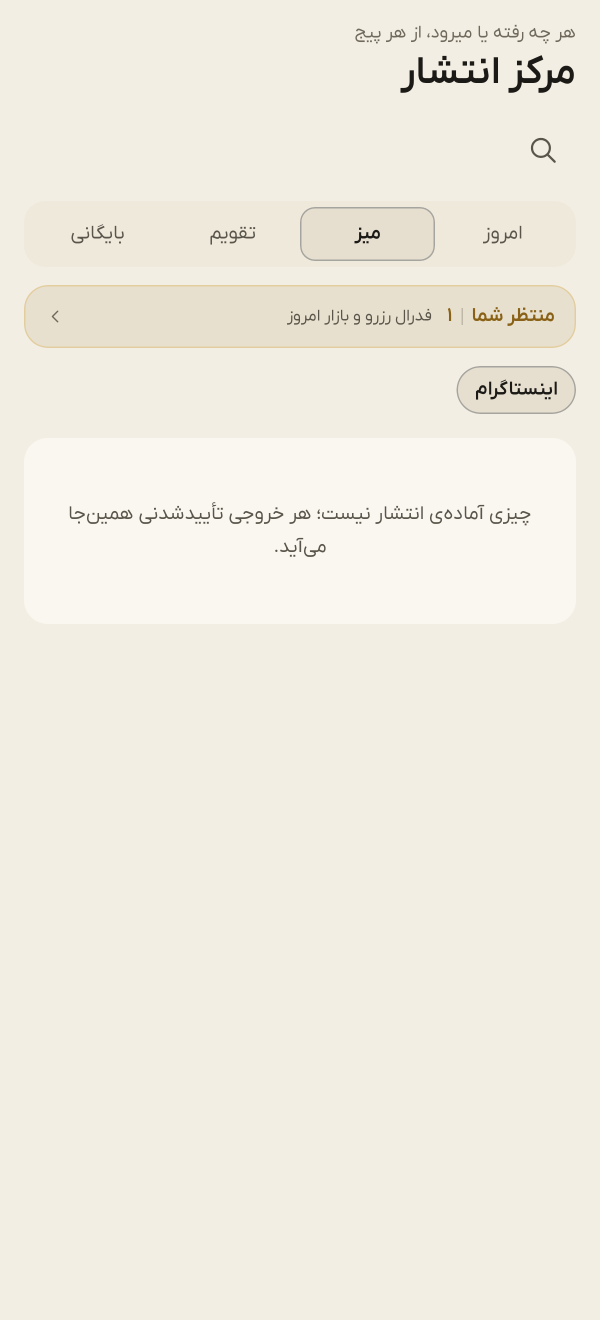 هر چه رفته یا میرود، از هر پیج
مرکز انتشار
امروز
میز
تقویم
بایگانی
منتظر شما | ۱ فدرال رزرو و بازار امروز
اینستاگرام
چیزی آماده‌ی انتشار نیست؛ هر خروجی تأییدشدنی همین‌جا
می‌آید.